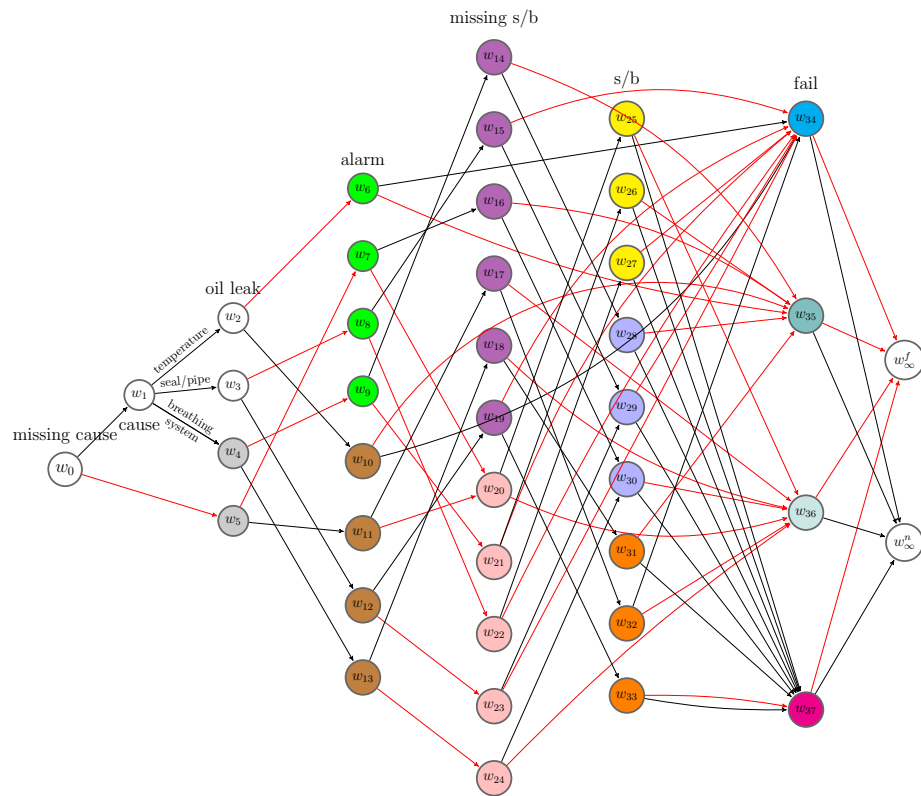 missing s/b
w₁₄
s/b
fail
w₂₅
w₃₄
w₁₅
alarm
w₆
w₂₆
w₁₆
w₇
w₂₇
w₁₇
oil leak
w₂
w₃₅
w₈
w₂₈
temperature
w₁₈
w∞ᶠ
seal/pipe
w₃
w₁
w₉
breathing
system
w₂₉
missing cause
cause
w₁₉
w₄
w₀
w₁₀
w₃₀
w₂₀
w₃₆
w₅
w₁₁
w∞ⁿ
w₃₁
w₂₁
w₁₂
w₃₂
w₂₂
w₁₃
w₃₃
w₂₃
w₃₇
w₂₄